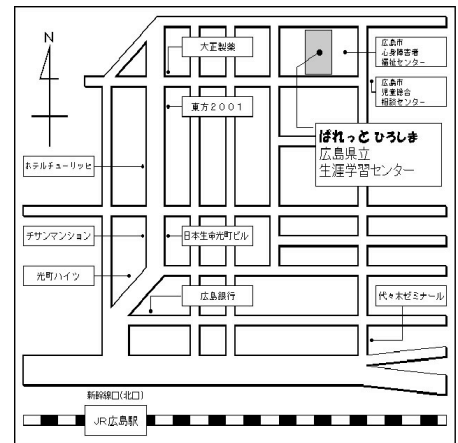 N
大正製薬
広島市
心身障害者
福祉センター
東方2001
広島市
児童総合
相談センター
ぱれっと ひろしま
広島県立
生涯学習センター
ホテルチューリッヒ
チサンマンション
日本生命光町ビル
光町ハイツ
広島銀行
代々木ゼミナール
新幹線口(北口)
JR広島駅